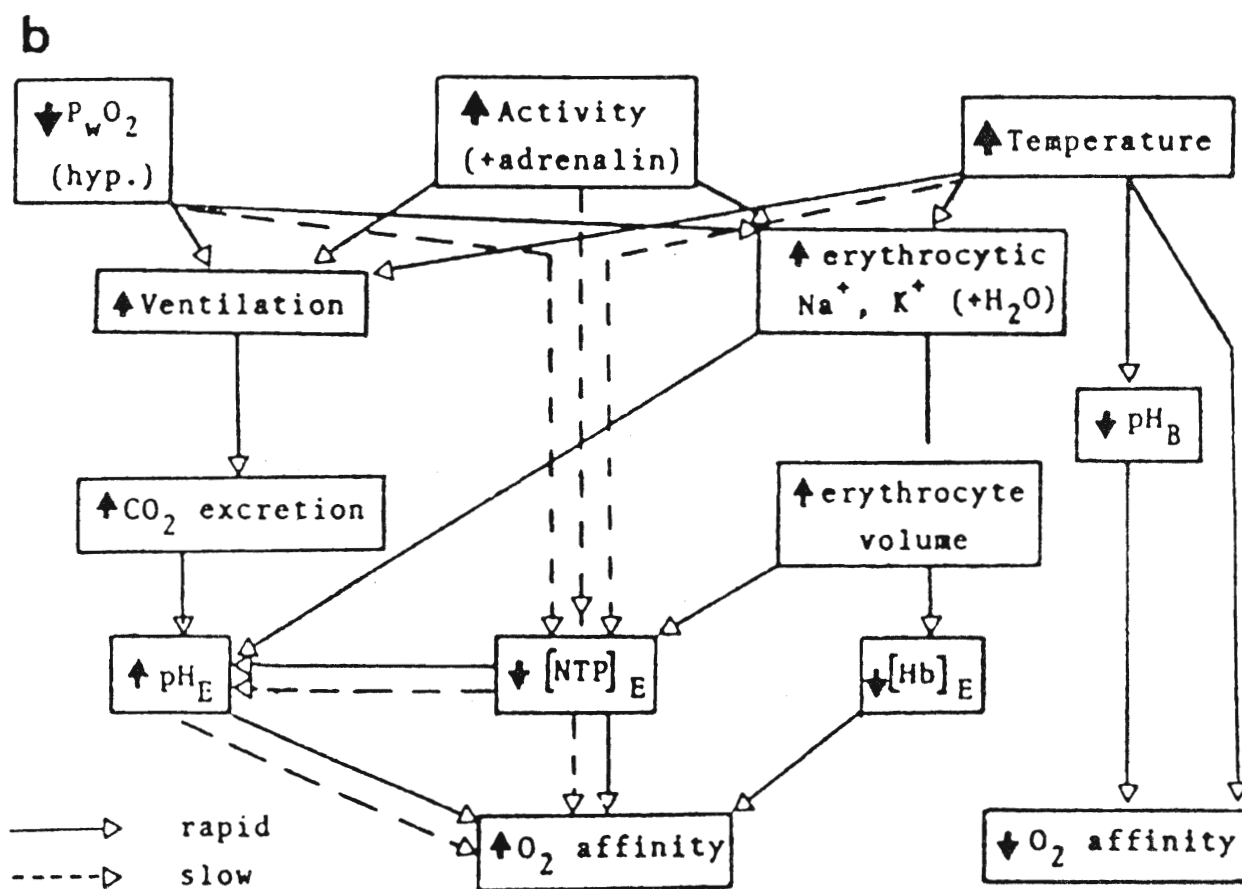 b
↓PwO2
(hyp.)
↑Activity
(+adrenalin)
↑Temperature
↑Ventilation
↑erythrocytic
Na+, K+ (+H2O)
↓pHB
↑CO2 excretion
↑erythrocyte
volume
↑pHE
↓[NTP]E
↓[Hb]E
↑O2 affinity
↓O2 affinity
rapid
slow